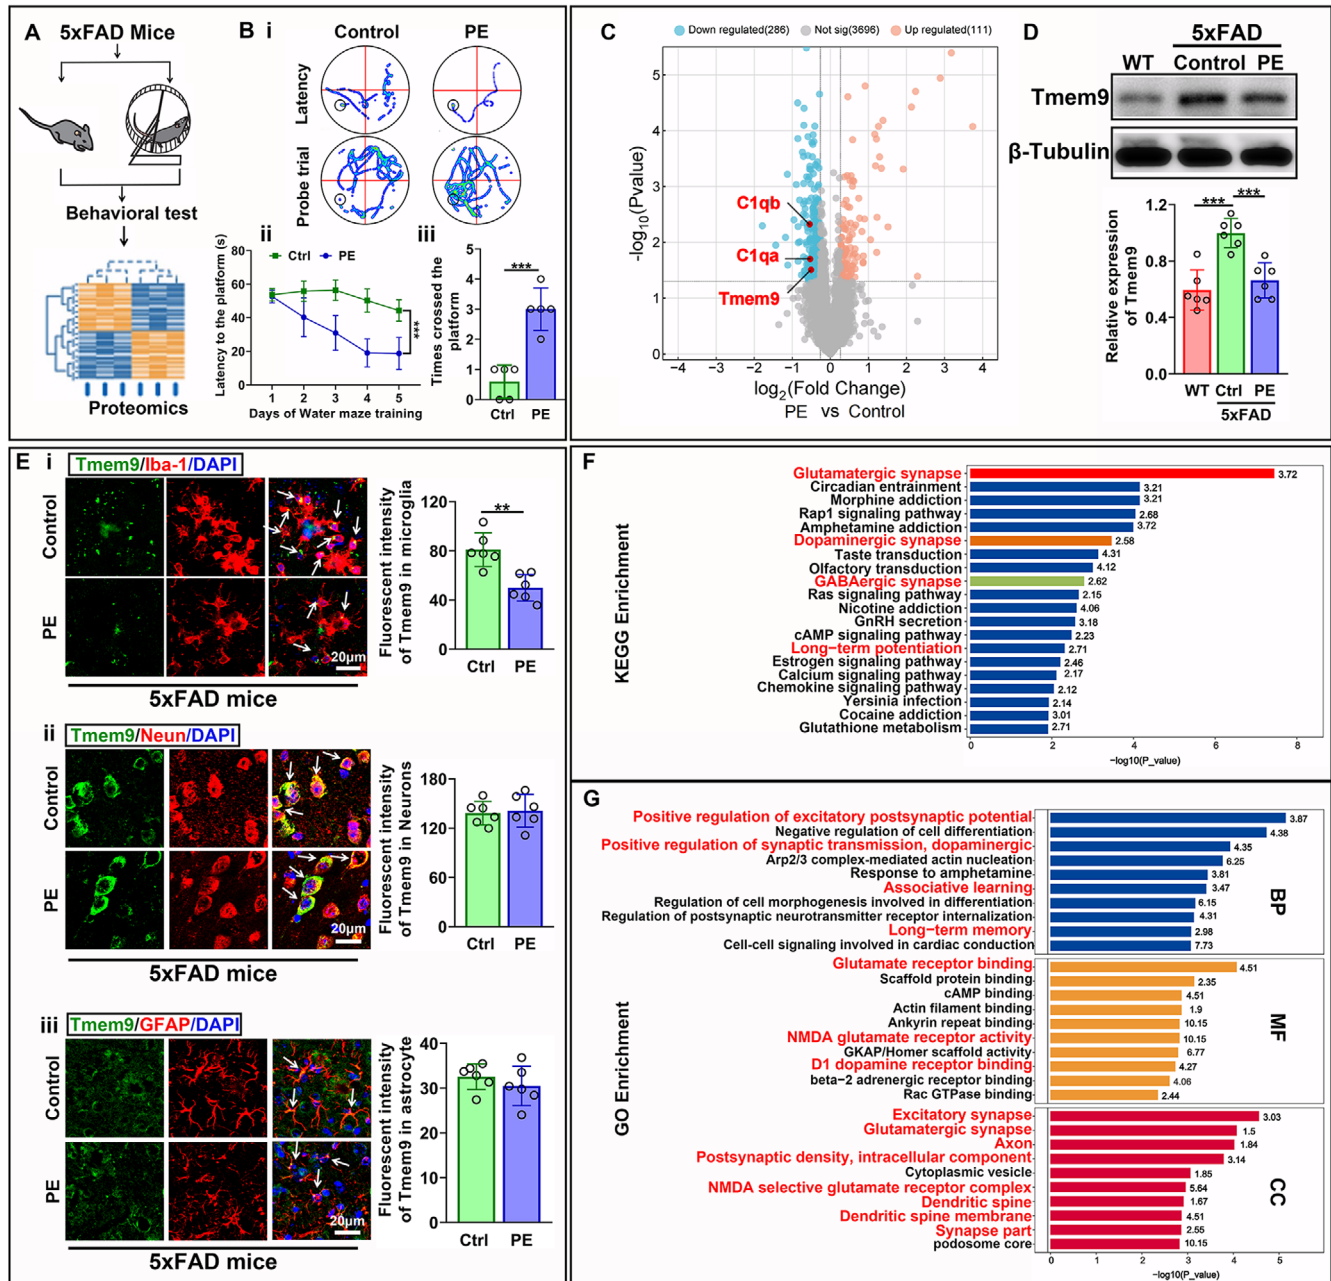 A
5xFAD Mice
Behavioral test
Proteomics
B i
Control PE
Latency
Probe trial
ii
Ctrl PE
Latency to the platform (s)
80
60
40
20
0
***
1 2 3 4 5
Days of Water maze training
iii
Times crossed the
platform
5
4
3
2
1
0
***
Ctrl PE
C
Down regulated(286) Not sig(3696) Up regulated(111)
-log10(Pvalue)
5
4
3
2
1
0
C1qb
C1qa
Tmem9
−4 −3 −2 −1 0 1 2 3 4
log2(Fold Change)
PE vs Control
D
5xFAD
WT Control PE
Tmem9
β-Tubulin
Relative expression
of Tmem9
1.2
0.8
0.4
0.0
*** ***
WT Ctrl PE
5xFAD
E i
Tmem9/Iba-1/DAPI
Control
PE
20μm
5xFAD mice
Fluorescent intensity
of Tmem9 in microglia
120
80
40
0
**
Ctrl PE
ii
Tmem9/Neun/DAPI
Control
PE
20μm
5xFAD mice
Fluorescent intensity
of Tmem9 in Neurons
180
120
60
0
Ctrl PE
iii
Tmem9/GFAP/DAPI
Control
PE
20μm
5xFAD mice
Fluorescent intensity
of Tmem9 in astrocyte
40
30
20
10
0
Ctrl PE
F
KEGG Enrichment
Glutamatergic synapse 3.72
Circadian entrainment 3.21
Morphine addiction 3.21
Rap1 signaling pathway 2.68
Amphetamine addiction 3.72
Dopaminergic synapse 2.58
Taste transduction 4.31
Olfactory transduction 4.12
GABAergic synapse 2.62
Ras signaling pathway 2.15
Nicotine addiction 4.06
GnRH secretion 3.18
cAMP signaling pathway 2.23
Long−term potentiation 2.71
Estrogen signaling pathway 2.46
Calcium signaling pathway 2.17
Chemokine signaling pathway 2.12
Yersinia infection 2.14
Cocaine addiction 3.01
Glutathione metabolism 2.71
0 2 4 6 8
−log10(P_value)
G
GO Enrichment
Positive regulation of excitatory postsynaptic potential 3.87
Negative regulation of cell differentiation 4.38
Positive regulation of synaptic transmission, dopaminergic 4.35
Arp2/3 complex-mediated actin nucleation 6.25
Response to amphetamine 3.81
Associative learning 3.47
Regulation of cell morphogenesis involved in differentiation 6.15
Regulation of postsynaptic neurotransmitter receptor internalization 4.31
Long−term memory 2.98
Cell-cell signaling involved in cardiac conduction 7.73
BP
Glutamate receptor binding 4.51
Scaffold protein binding 2.35
cAMP binding 4.51
Actin filament binding 1.9
Ankyrin repeat binding 10.15
NMDA glutamate receptor activity 10.15
GKAP/Homer scaffold activity 6.77
D1 dopamine receptor binding 4.27
beta−2 adrenergic receptor binding 4.06
Rac GTPase binding 2.44
MF
Excitatory synapse 3.03
Glutamatergic synapse 1.5
Axon 1.84
Postsynaptic density, intracellular component 3.14
Cytoplasmic vesicle 1.85
NMDA selective glutamate receptor complex 5.64
Dendritic spine 1.67
Dendritic spine membrane 4.51
Synapse part 2.55
podosome core 10.15
CC
0 1 2 3 4 5
−log10(P_value)